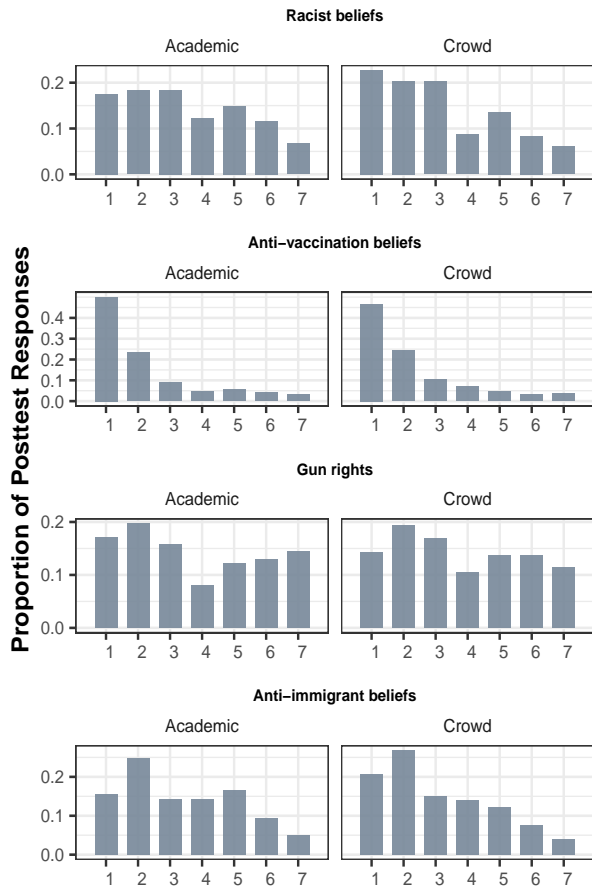 Racist beliefs
Academic Crowd
0.2
0.1
0.0
1 2 3 4 5 6 7 1 2 3 4 5 6 7
Anti−vaccination beliefs
Academic Crowd
0.4
0.3
0.2
0.1
0.0
1 2 3 4 5 6 7 1 2 3 4 5 6 7
Proportion of Posttest Responses
Gun rights
Academic Crowd
0.2
0.1
0.0
1 2 3 4 5 6 7 1 2 3 4 5 6 7
Anti−immigrant beliefs
Academic Crowd
0.2
0.1
0.0
1 2 3 4 5 6 7 1 2 3 4 5 6 7